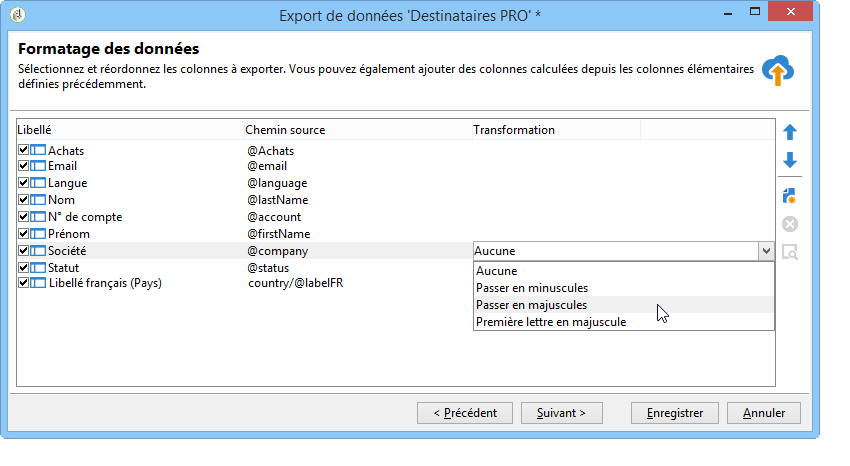 Export de données 'Destinataires PRO' *
Formatage des données
Sélectionnez et réordonnez les colonnes à exporter. Vous pouvez également ajouter des colonnes calculées depuis les colonnes élémentaires
définies précédemment.
Libellé Chemin source Transformation
Achats @Achats
Email @email
Langue @language
Nom @lastName
N° de compte @account
Prénom @firstName
Société @company Aucune
Statut @status Aucune
Libellé français (Pays) country/@labelFR Passer en minuscules
Passer en majuscules
Première lettre en majuscule
< Précédent Suivant > Enregistrer Annuler